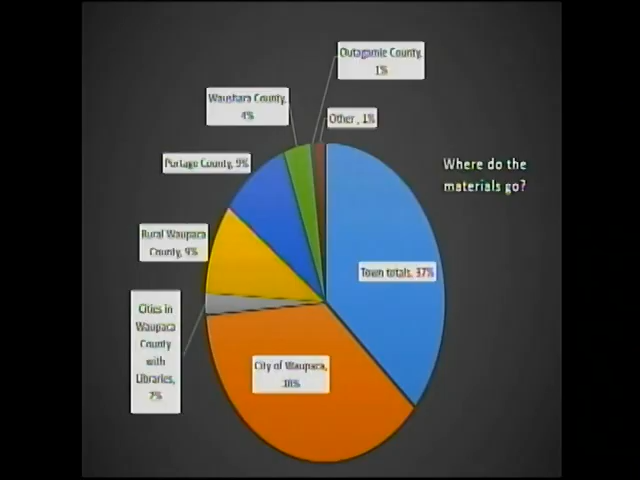 Outagamie County,
1%
Waushara County,
4%
Other , 1%
Portage County, 9%
Where do the
materials go?
Rural Waupaca
County, 9%
Town totals, 37%
Cities in
Waupaca
County
with
Libraries,
City of Waupaca,